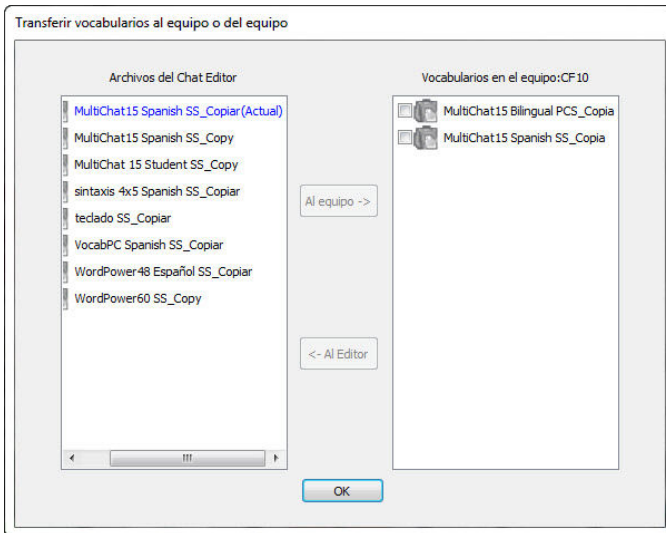 Transferir vocabularios al equipo o del equipo
Archivos del Chat Editor
MultiChat15 Spanish SS_Copiar(Actual)
MultiChat15 Spanish SS_Copy
MultiChat 15 Student SS_Copy
sintaxis 4x5 Spanish SS_Copiar
teclado SS_Copiar
VocabPC Spanish SS_Copiar
WordPower48 Español SS_Copiar
WordPower60 SS_Copy
Al equipo ->
<- Al Editor
Vocabularios en el equipo:CF10
MultiChat15 Bilingual PCS_Copia
MultiChat15 Spanish SS_Copia
OK